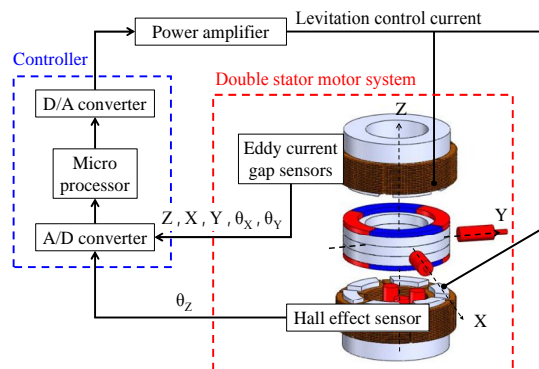 Levitation control current
Power amplifier
Controller
Double stator motor system
D/A converter
Z
Eddy current
gap sensors
Micro
processor
Z , X , Y , θX , θY
Y
A/D converter
θZ
Hall effect sensor
X